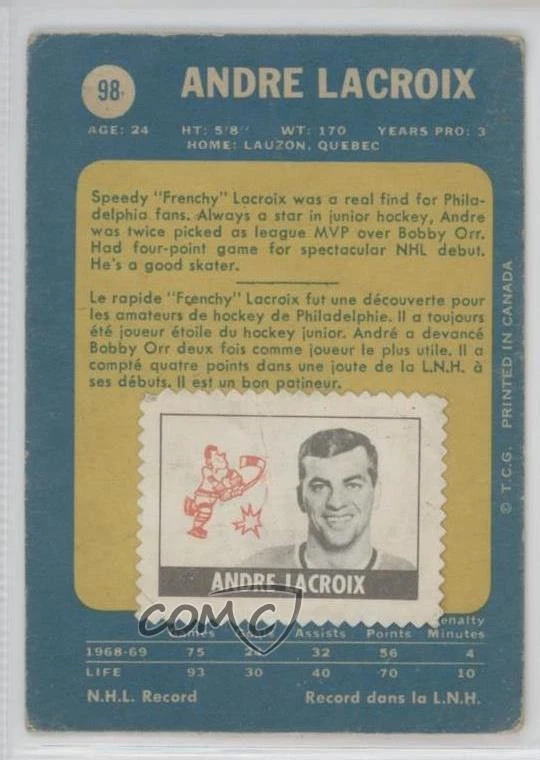 98
ANDRE LACROIX
AGE: 24 HT: 5'8" WT: 170 YEARS PRO: 3
HOME: LAUZON, QUEBEC
Speedy "Frenchy" Lacroix was a real find for Phila-
delphia fans. Always a star in junior hockey, Andre
was twice picked as league MVP over Bobby Orr.
Had four-point game for spectacular NHL debut.
He's a good skater.
Le rapide "Frenchy" Lacroix fut une découverte pour
les amateurs de hockey de Philadelphie. Il a toujours
été joueur étoile du hockey junior. André a devancé
Bobby Orr deux fois comme joueur le plus utile. Il a
compté quatre points dans une joute de la L.N.H. à
ses débuts. Il est un bon patineur.
ANDRE LACROIX
COMC
Assists Points Minutes
1968-69 75 32 56 4
LIFE 93 30 40 70 10
N.H.L. Record Record dans la L.N.H.
© T.C.G. PRINTED IN CANADA